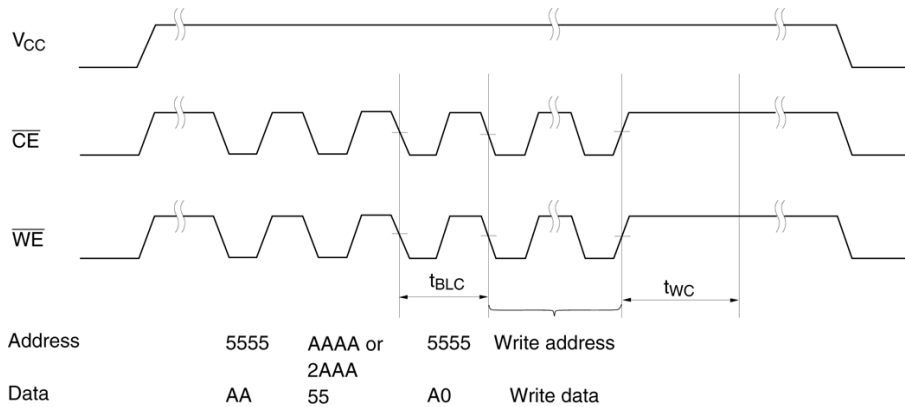 VCC
CE
WE
tBLC
tWC
Address 5555 AAAA or 2AAA 5555 Write address
Data AA 55 A0 Write data